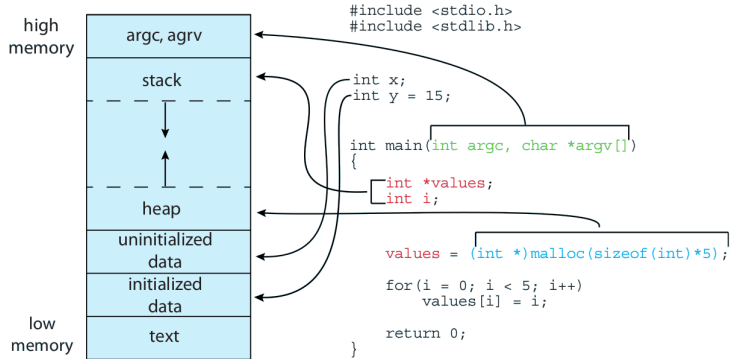 high
memory
argc, agrv
stack
heap
uninitialized
data
initialized
data
text
low
memory
#include <stdio.h>
#include <stdlib.h>
int x;
int y = 15;
int main(int argc, char *argv[])
{
int *values;
int i;
values = (int *)malloc(sizeof(int)*5);
for(i = 0; i < 5; i++)
values[i] = i;
return 0;
}